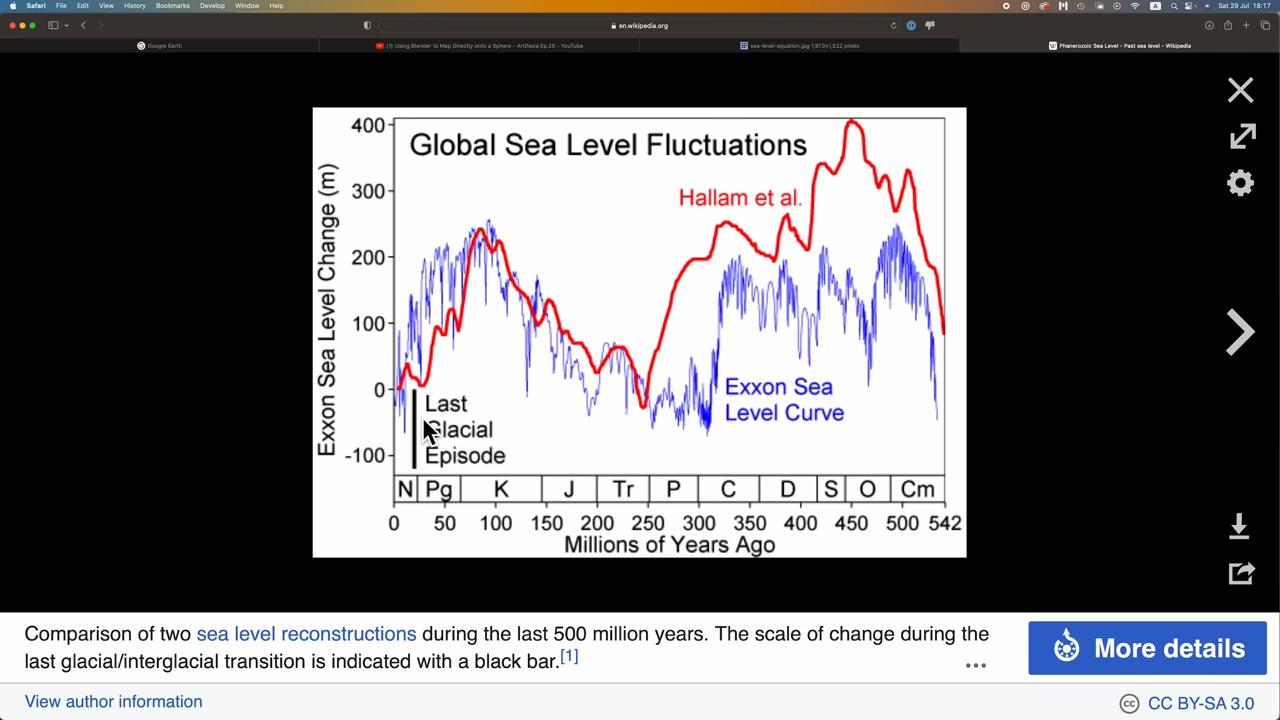 Safari File Edit View History Bookmarks Develop Window Help
A Sat 29 Jul 18:17
en.wikipedia.org
Google Earth
(1) Using Blender to Map Directly onto a Sphere - Artifexia Ep.25 - YouTube
sea-level-equation.jpg 1,973×1,522 pixels
Phanerozoic Sea Level - Past sea level - Wikipedia
Global Sea Level Fluctuations
Exxon Sea Level Change (m)
400
300
200
100
0
-100
Hallam et al.
Exxon Sea
Level Curve
Last
Glacial
Episode
N Pg K J Tr P C D S O Cm
0 50 100 150 200 250 300 350 400 450 500 542
Millions of Years Ago
Comparison of two sea level reconstructions during the last 500 million years. The scale of change during the
last glacial/interglacial transition is indicated with a black bar.[1]
...
More details
View author information
cc CC BY-SA 3.0